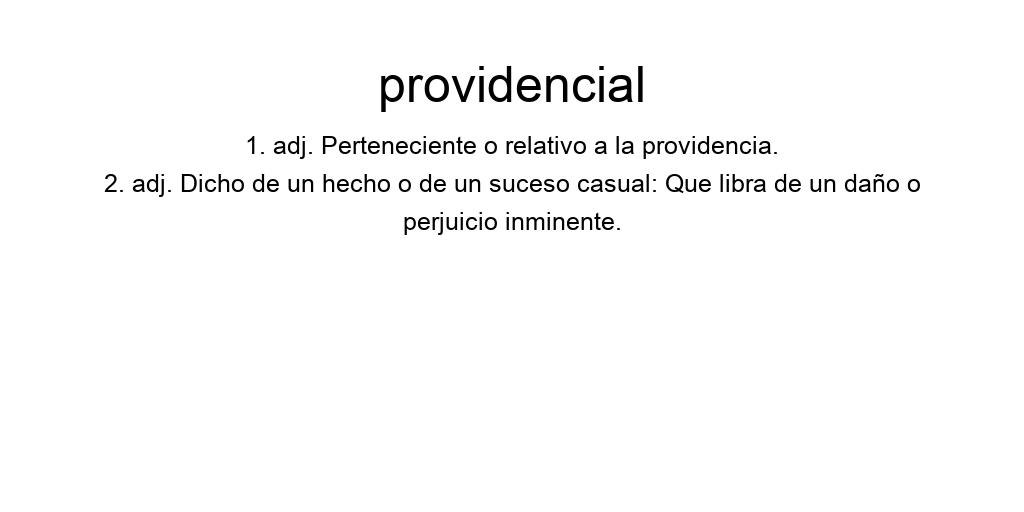 providencial
1. adj. Perteneciente o relativo a la providencia.
2. adj. Dicho de un hecho o de un suceso casual: Que libra de un daño o
perjuicio inminente.